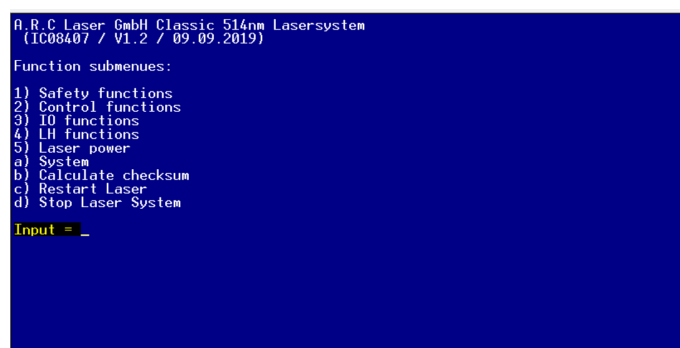 A.R.C Laser GmbH Classic 514nm Lasersystem
(IC08407 / V1.2 / 09.09.2019)
Function submenues:
1) Safety functions
2) Control functions
3) IO functions
4) LH functions
5) Laser power
a) System
b) Calculate checksum
c) Restart Laser
d) Stop Laser System
Input = _